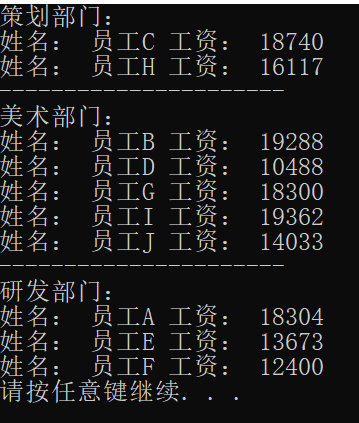 策划部门：
姓名： 员工C 工资： 18740
姓名： 员工H 工资： 16117
----------------------
美术部门：
姓名： 员工B 工资： 19288
姓名： 员工D 工资： 10488
姓名： 员工G 工资： 18300
姓名： 员工I 工资： 19362
姓名： 员工J 工资： 14033
----------------------
研发部门：
姓名： 员工A 工资： 18304
姓名： 员工E 工资： 13673
姓名： 员工F 工资： 12400
请按任意键继续. . .